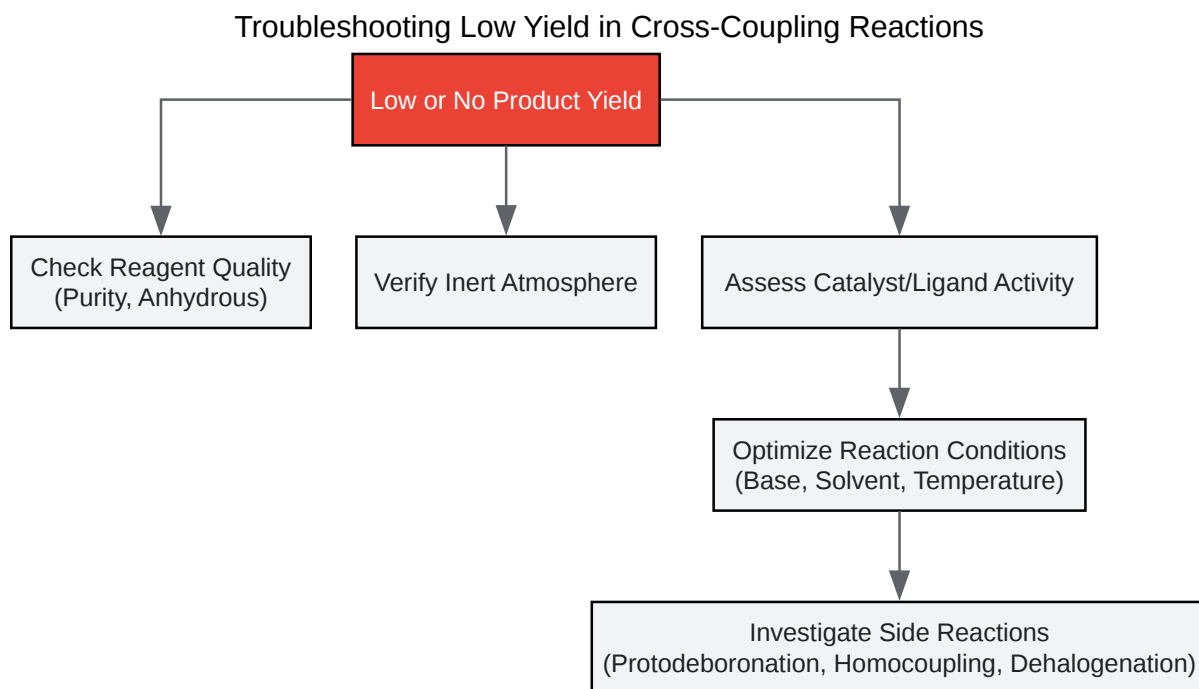 Troubleshooting Low Yield in Cross-Coupling Reactions
Low or No Product Yield
Check Reagent Quality
(Purity, Anhydrous)
Verify Inert Atmosphere
Assess Catalyst/Ligand Activity
Optimize Reaction Conditions
(Base, Solvent, Temperature)
Investigate Side Reactions
(Protodeboronation, Homocoupling, Dehalogenation)